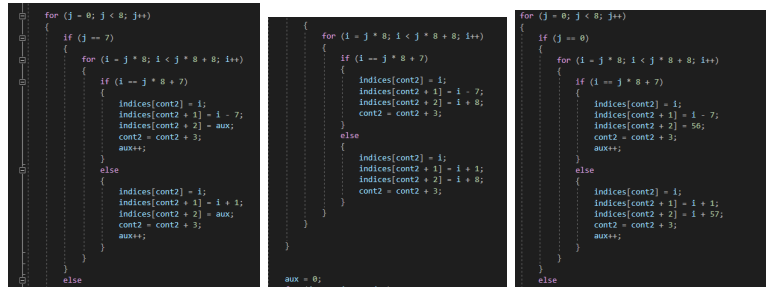 for (j = 0; j < 8; j++)
{
if (j == 7)
{
for (i = j * 8; i < j * 8 + 8; i++)
{
if (i == j * 8 + 7)
{
indices[cont2] = i;
indices[cont2 + 1] = i - 7;
indices[cont2 + 2] = aux;
cont2 = cont2 + 3;
aux++;
}
else
{
indices[cont2] = i;
indices[cont2 + 1] = i + 1;
indices[cont2 + 2] = aux;
cont2 = cont2 + 3;
aux++;
}
}
}
else
{
for (i = j * 8; i < j * 8 + 8; i++)
{
if (i == j * 8 + 7)
{
indices[cont2] = i;
indices[cont2 + 1] = i - 7;
indices[cont2 + 2] = i + 8;
cont2 = cont2 + 3;
}
else
{
indices[cont2] = i;
indices[cont2 + 1] = i + 1;
indices[cont2 + 2] = i + 8;
cont2 = cont2 + 3;
}
}
}
}
aux = 0;
for (j = 0; j < 8; j++)
{
if (j == 0)
{
for (i = j * 8; i < j * 8 + 8; i++)
{
if (i == j * 8 + 7)
{
indices[cont2] = i;
indices[cont2 + 1] = i - 7;
indices[cont2 + 2] = 56;
cont2 = cont2 + 3;
aux++;
}
else
{
indices[cont2] = i;
indices[cont2 + 1] = i + 1;
indices[cont2 + 2] = i + 57;
cont2 = cont2 + 3;
aux++;
}
}
}
else